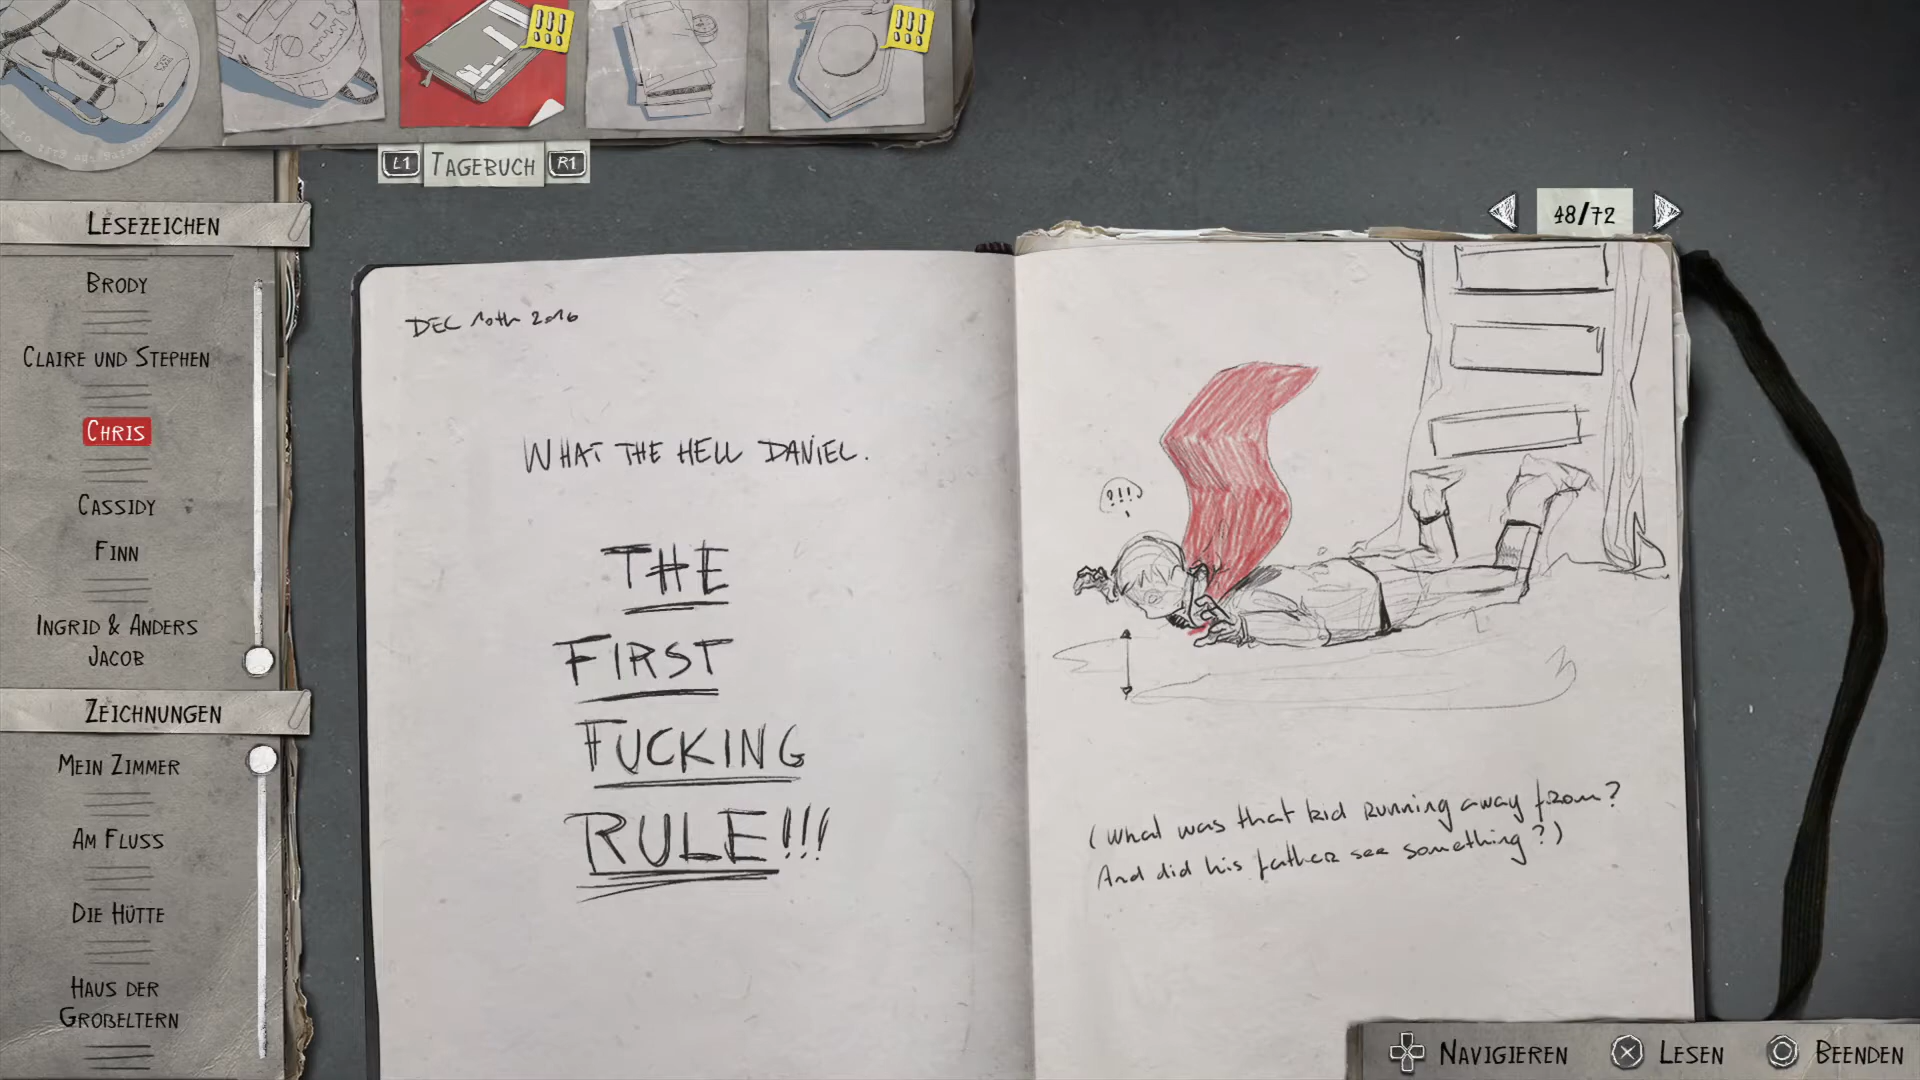 L1 TAGEBUCH R1
LESEZEICHEN
BRODY
CLAIRE UND STEPHEN
CHRIS
CASSIDY
FINN
INGRID & ANDERS
JACOB
ZEICHNUNGEN
MEIN ZIMMER
AM FLUSS
DIE HÜTTE
HAUS DER
GROßELTERN
48/72
DEC 10th 2016
WHAT THE HELL DANIEL.
THE
FIRST
FUCKING
RULE!!!
?!!!
(What was that kid running away from?
And did his father see something?)
NAVIGIEREN LESEN BEENDEN